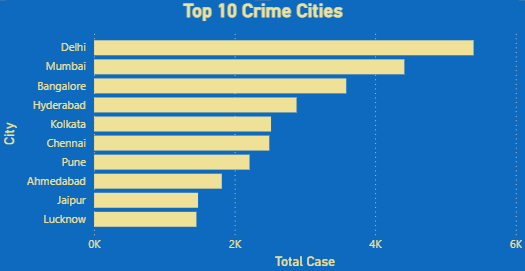 Top 10 Crime Cities
City
Delhi
Mumbai
Bangalore
Hyderabad
Kolkata
Chennai
Pune
Ahmedabad
Jaipur
Lucknow
0K 2K 4K 6K
Total Case